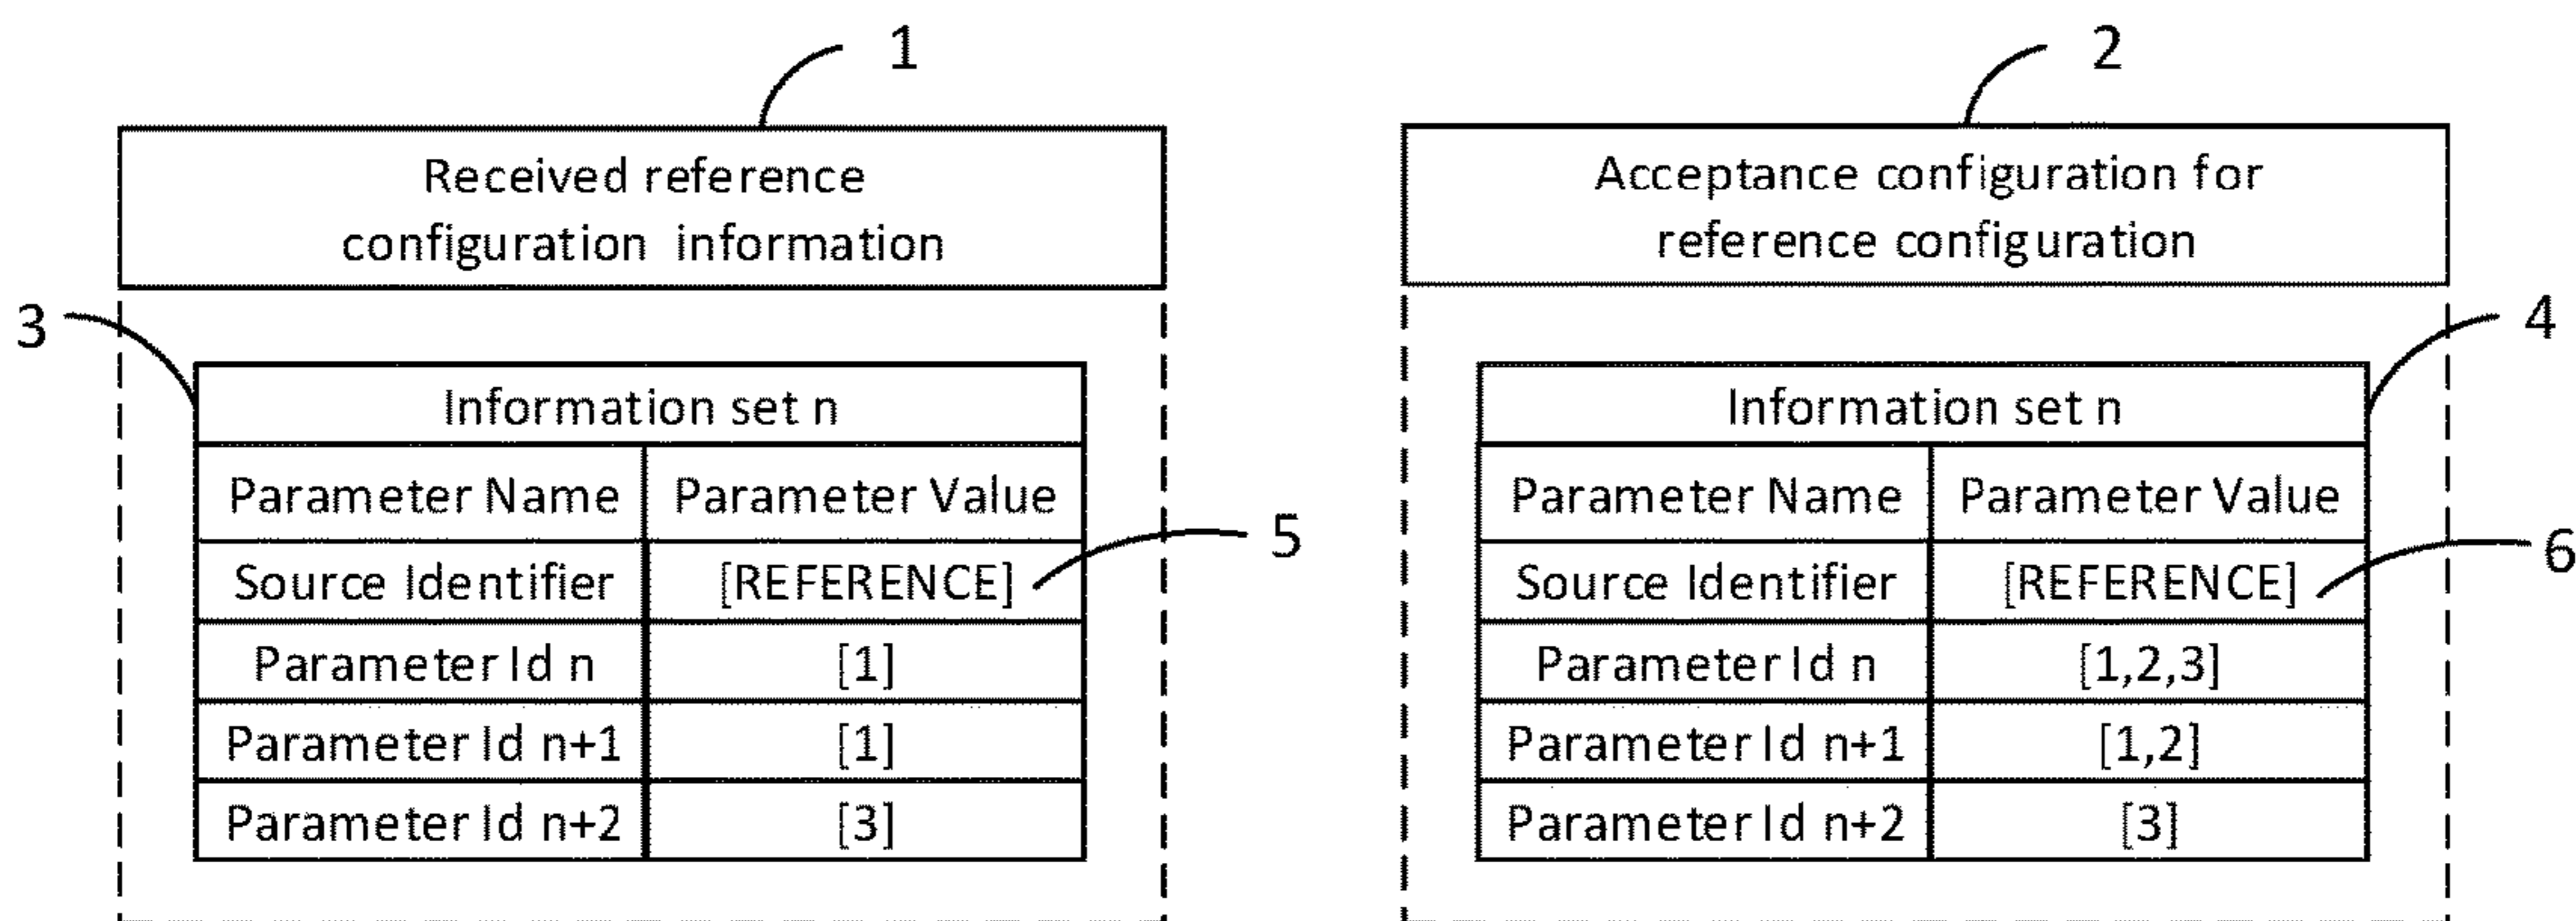 1
2
Received reference
configuration information
Acceptance configuration for
reference configuration
3
4
Information set n
Parameter Name Parameter Value
Source Identifier [REFERENCE]
Parameter Id n [1]
Parameter Id n+1 [1]
Parameter Id n+2 [3]
5
Information set n
Parameter Name Parameter Value
Source Identifier [REFERENCE]
Parameter Id n [1,2,3]
Parameter Id n+1 [1,2]
Parameter Id n+2 [3]
6